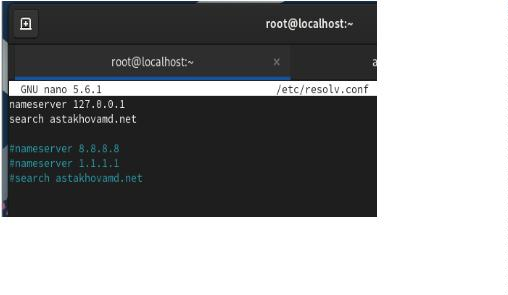 root@localhost:~
root@localhost:~ × a
GNU nano 5.6.1 /etc/resolv.conf
nameserver 127.0.0.1
search astakhovamd.net
#nameserver 8.8.8.8
#nameserver 1.1.1.1
#search astakhovamd.net